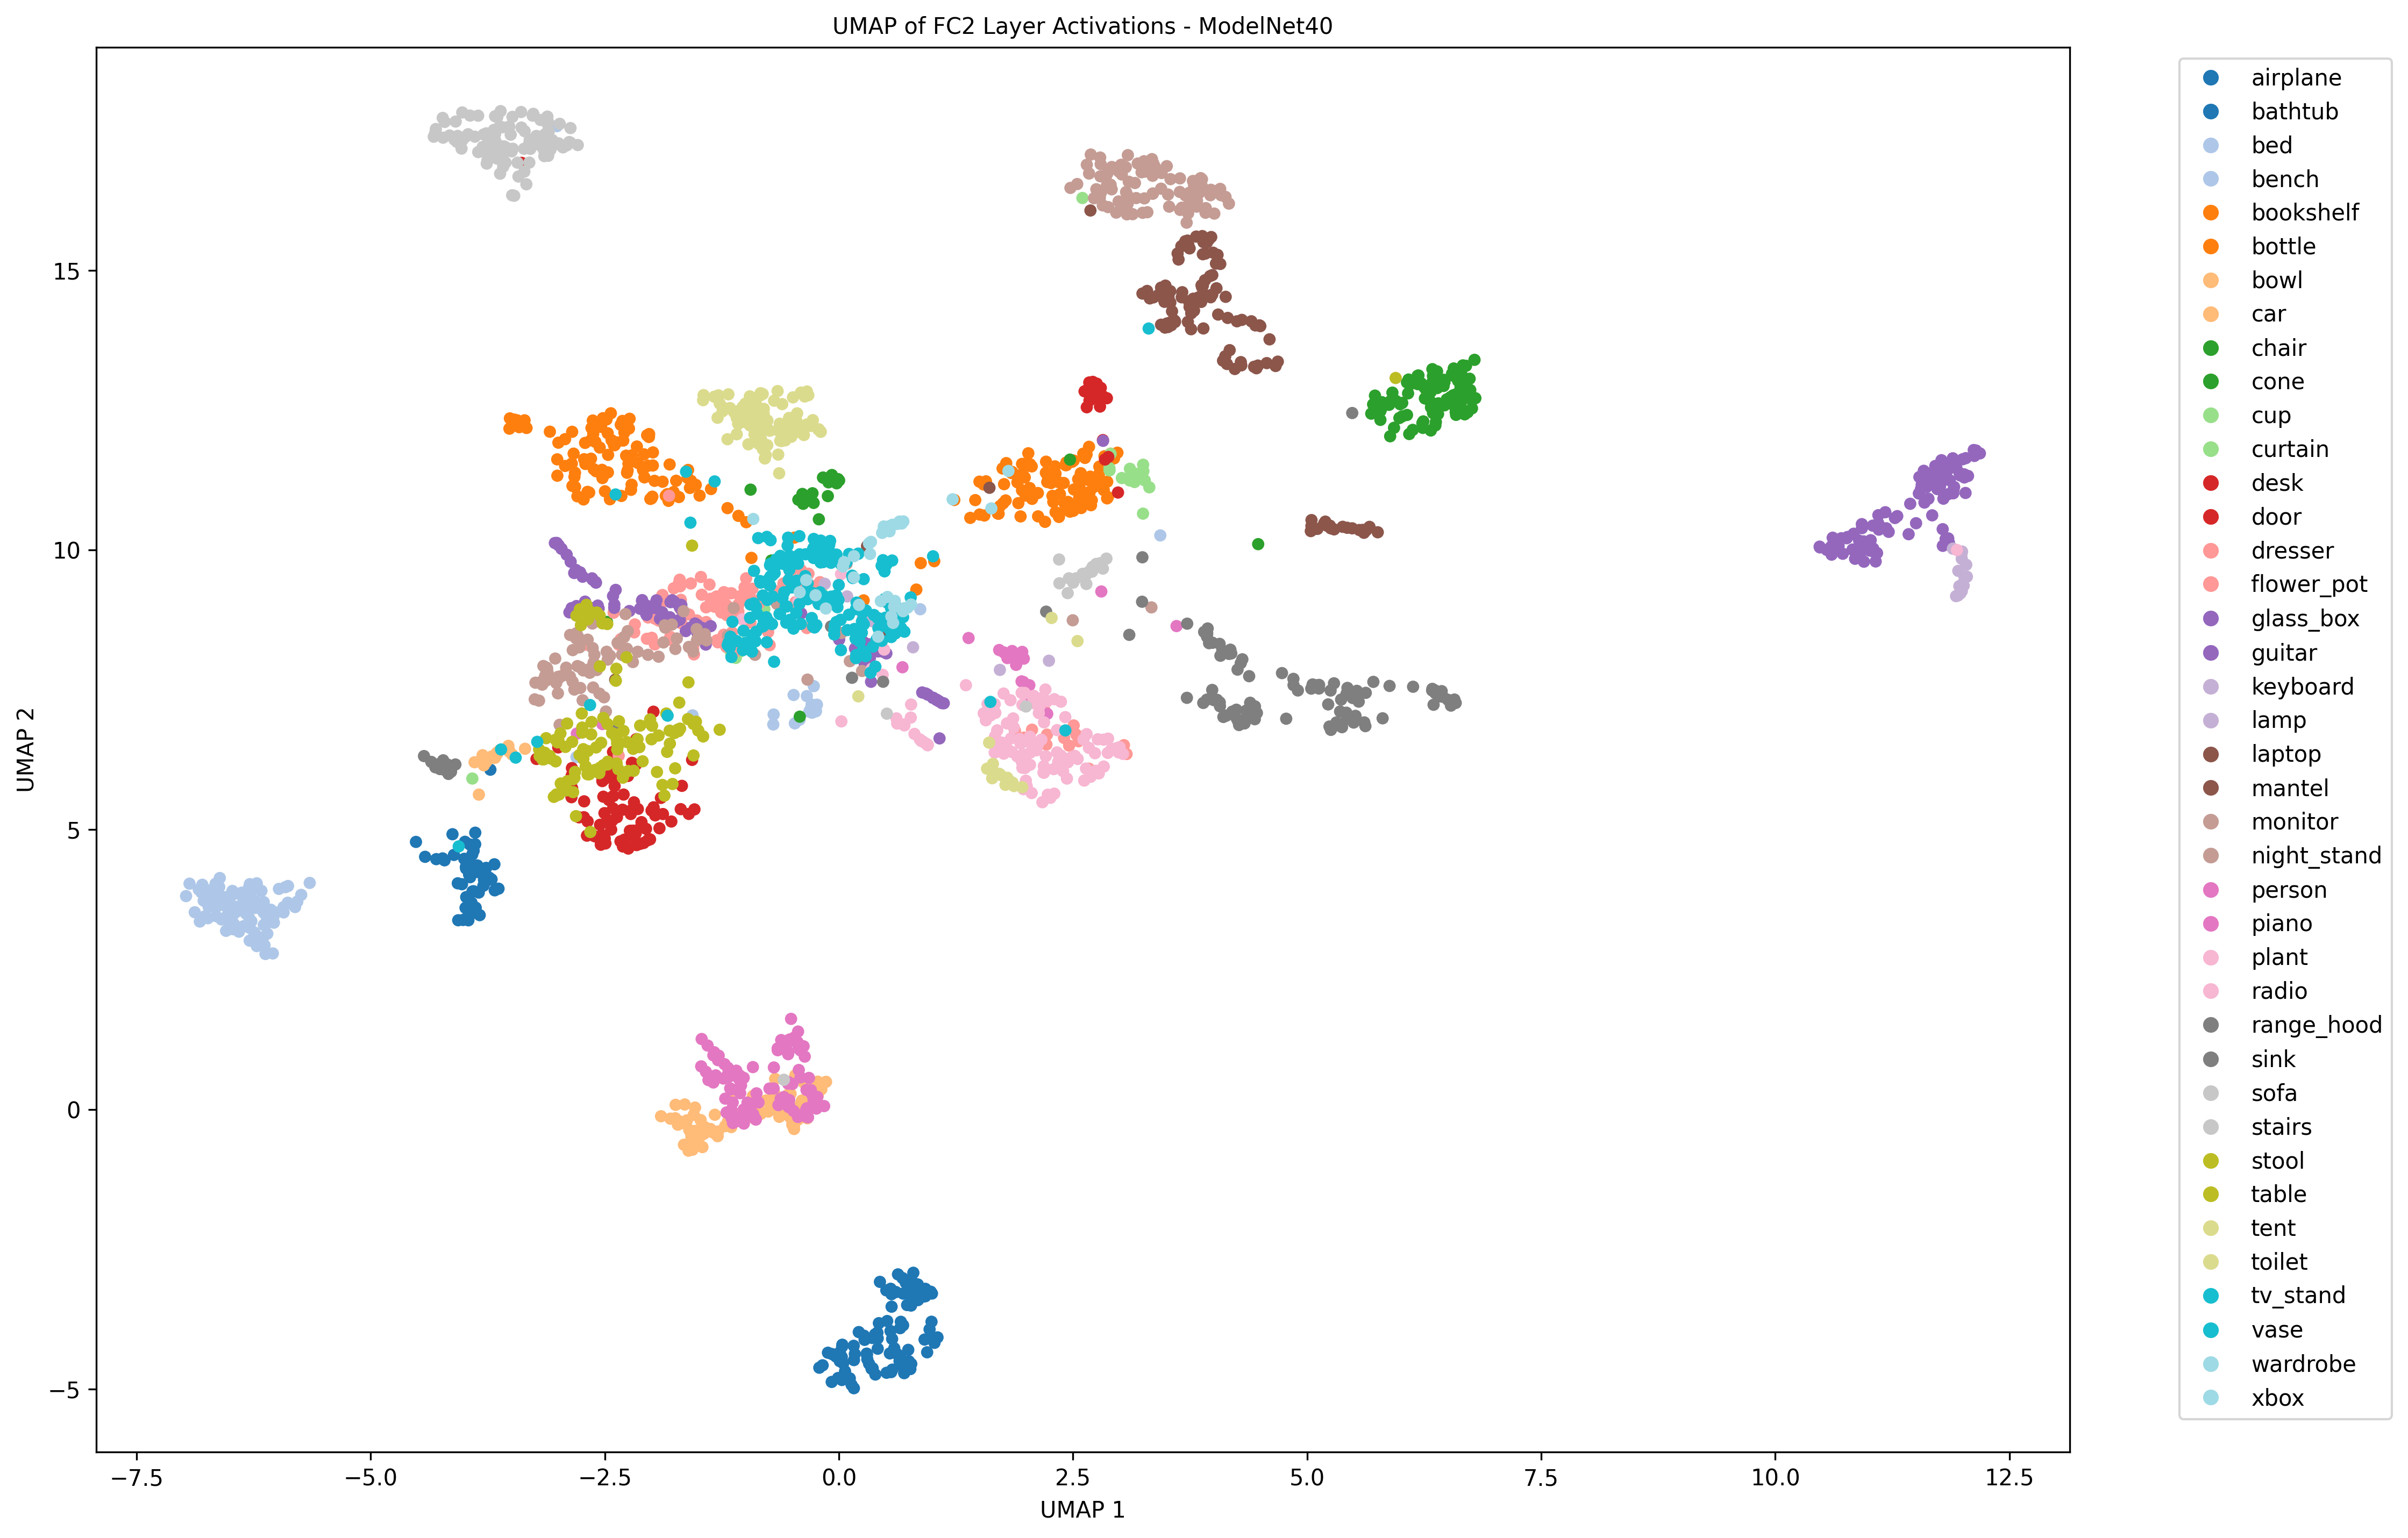 UMAP of FC2 Layer Activations - ModelNet40
15
10
5
0
−5
UMAP 2
−7.5
−5.0
−2.5
0.0
2.5
5.0
7.5
10.0
12.5
UMAP 1
airplane
bathtub
bed
bench
bookshelf
bottle
bowl
car
chair
cone
cup
curtain
desk
door
dresser
flower_pot
glass_box
guitar
keyboard
lamp
laptop
mantel
monitor
night_stand
person
piano
plant
radio
range_hood
sink
sofa
stairs
stool
table
tent
toilet
tv_stand
vase
wardrobe
xbox